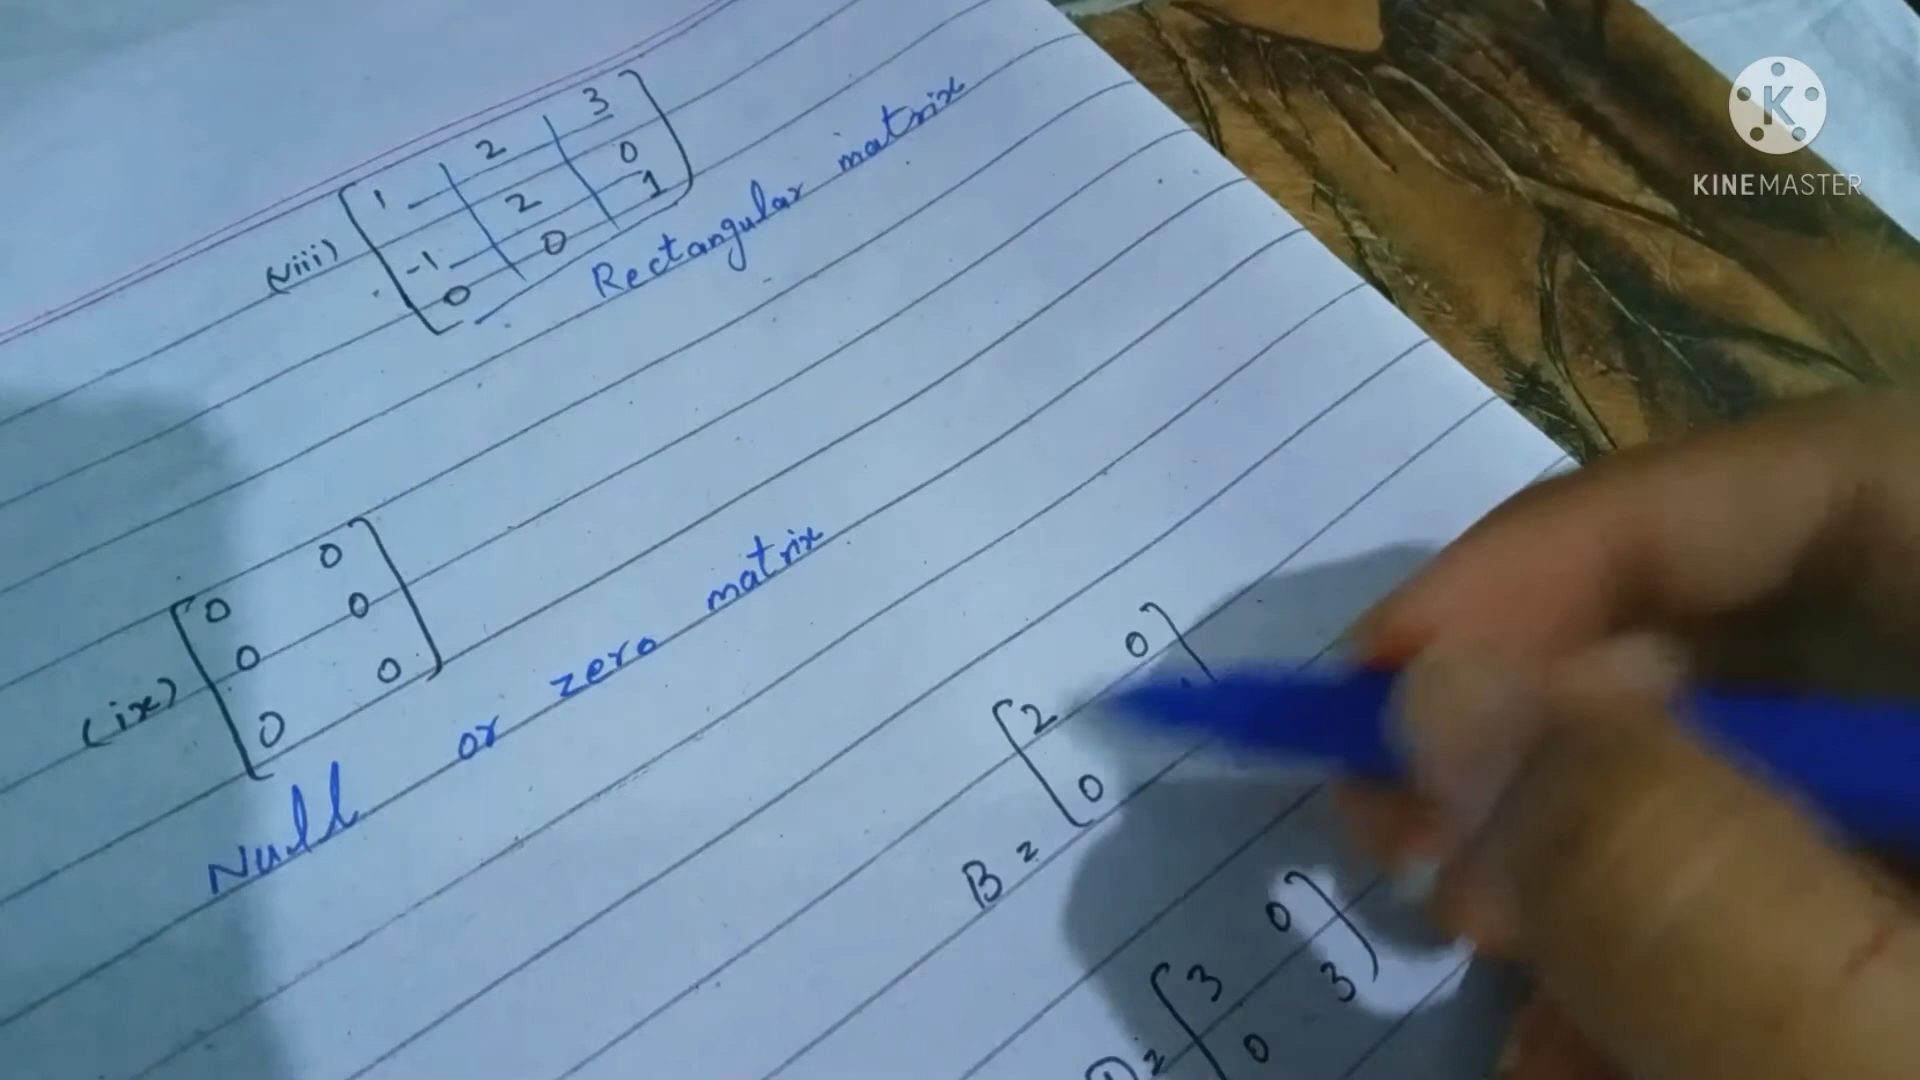 (viii) [1 2 3
-1 2 0
0 0 1]
Rectangular matrix
(ix) [0 0
0 0
0 0]
Null or zero matrix
B = [2 0
0
D = [3 0
0 3]
KINEMASTER